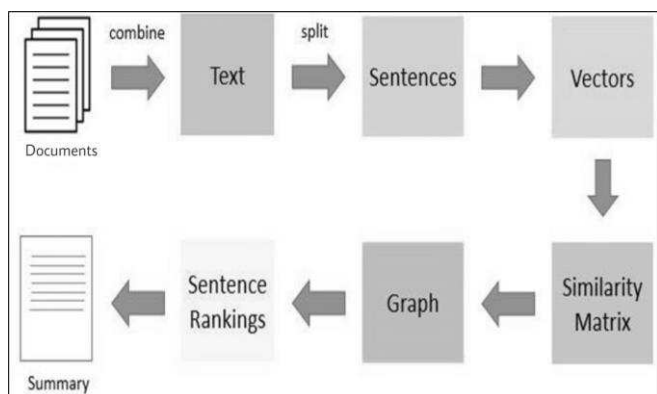 combine
split
Text
Sentences
Vectors
Documents
Similarity
Matrix
Graph
Sentence
Rankings
Summary